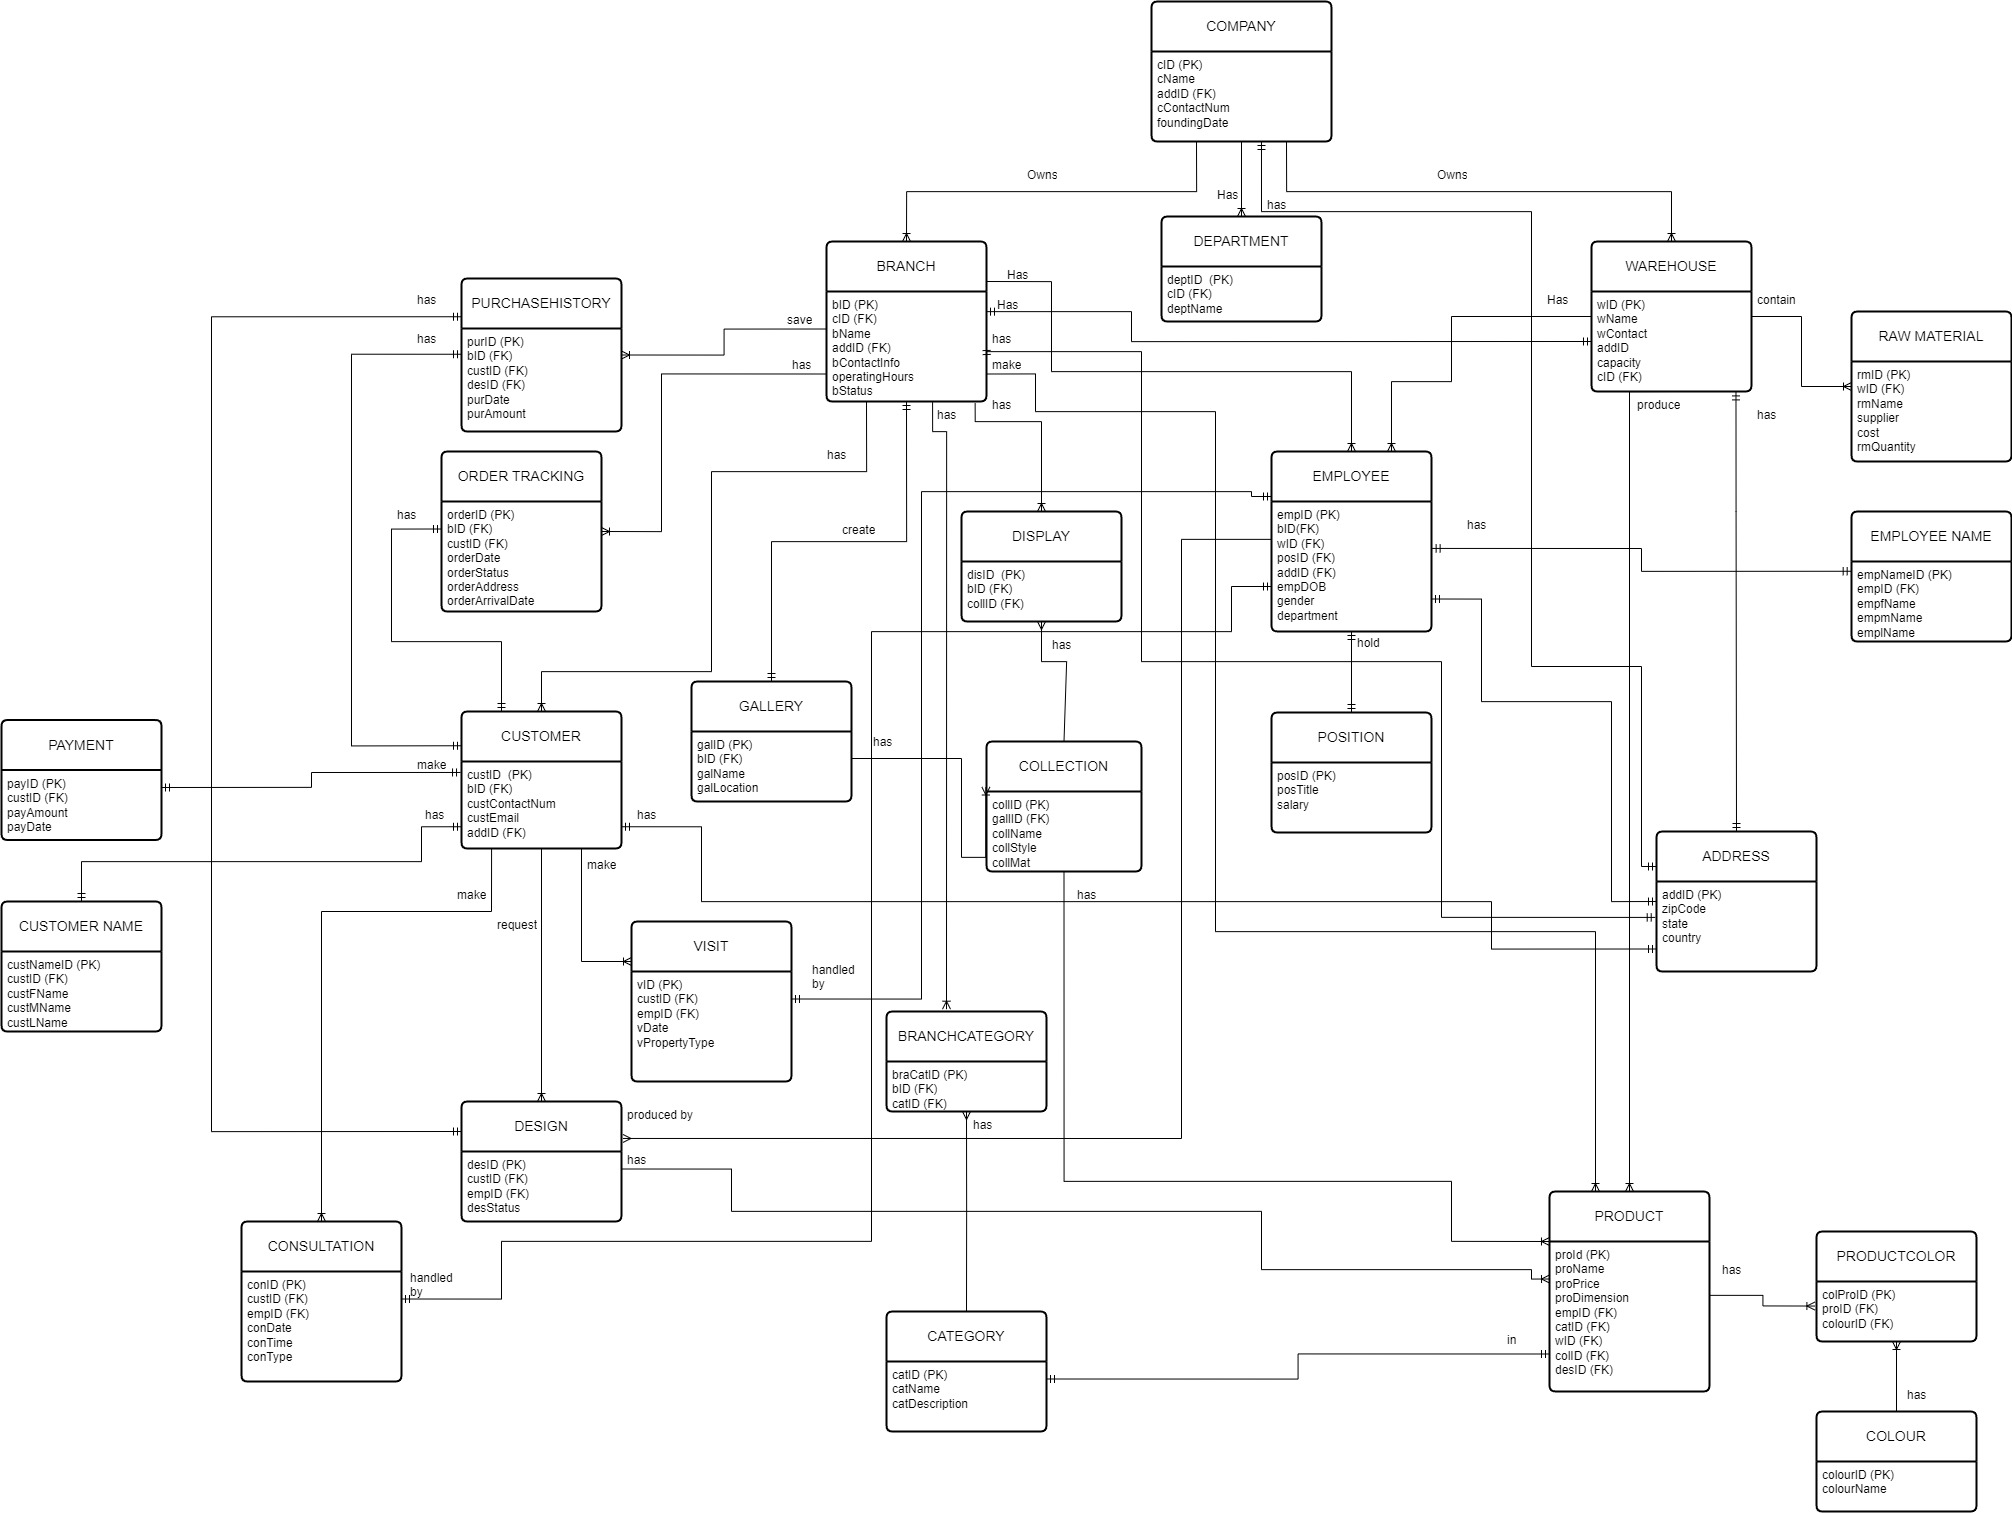 COMPANY
cID (PK)
cName
addID (FK)
cContactNum
foundingDate
Owns
Has
has
Owns
DEPARTMENT
deptID  (PK)
cID (FK)
deptName
BRANCH
bID (PK)
cID (FK)
bName
addID (FK)
bContactInfo
operatingHours
bStatus
Has
Has
has
make
has
has
save
has
has
create
WAREHOUSE
wID (PK)
wName
wContact
addID
capacity
cID (FK)
Has
contain
produce
has
RAW MATERIAL
rmID (PK)
wID (FK)
rmName
supplier
cost
rmQuantity
PURCHASEHISTORY
purID (PK)
bID (FK)
custID (FK)
desID (FK)
purDate
purAmount
has
has
ORDER TRACKING
orderID (PK)
bID (FK)
custID (FK)
orderDate
orderStatus
orderAddress
orderArrivalDate
has
DISPLAY
disID  (PK)
bID (FK)
collID (FK)
has
EMPLOYEE
empID (PK)
bID(FK)
wID (FK)
posID (FK)
addID (FK)
empDOB
gender
department
has
hold
EMPLOYEE NAME
empNameID (PK)
empID (FK)
empfName
empmName
emplName
GALLERY
galID (PK)
bID (FK)
galName
galLocation
has
COLLECTION
collID (PK)
gallID (FK)
collName
collStyle
collMat
has
POSITION
posID (PK)
posTitle
salary
PAYMENT
payID (PK)
custID (FK)
payAmount
payDate
make
CUSTOMER
custID  (PK)
bID (FK)
custContactNum
custEmail
addID (FK)
has
has
make
make
request
ADDRESS
addID (PK)
zipCode
state
country
CUSTOMER NAME
custNameID (PK)
custID (FK)
custFName
custMName
custLName
VISIT
vID (PK)
custID (FK)
empID (FK)
vDate
vPropertyType
handled
by
BRANCHCATEGORY
braCatID (PK)
bID (FK)
catID (FK)
has
DESIGN
desID (PK)
custID (FK)
empID (FK)
desStatus
produced by
has
CONSULTATION
conID (PK)
custID (FK)
empID (FK)
conDate
conTime
conType
handled
by
CATEGORY
catID (PK)
catName
catDescription
in
PRODUCT
proId (PK)
proName
proPrice
proDimension
empID (FK)
catID (FK)
wID (FK)
colID (FK)
desID (FK)
has
PRODUCTCOLOR
colProID (PK)
proID (FK)
colourID (FK)
has
COLOUR
colourID (PK)
colourName